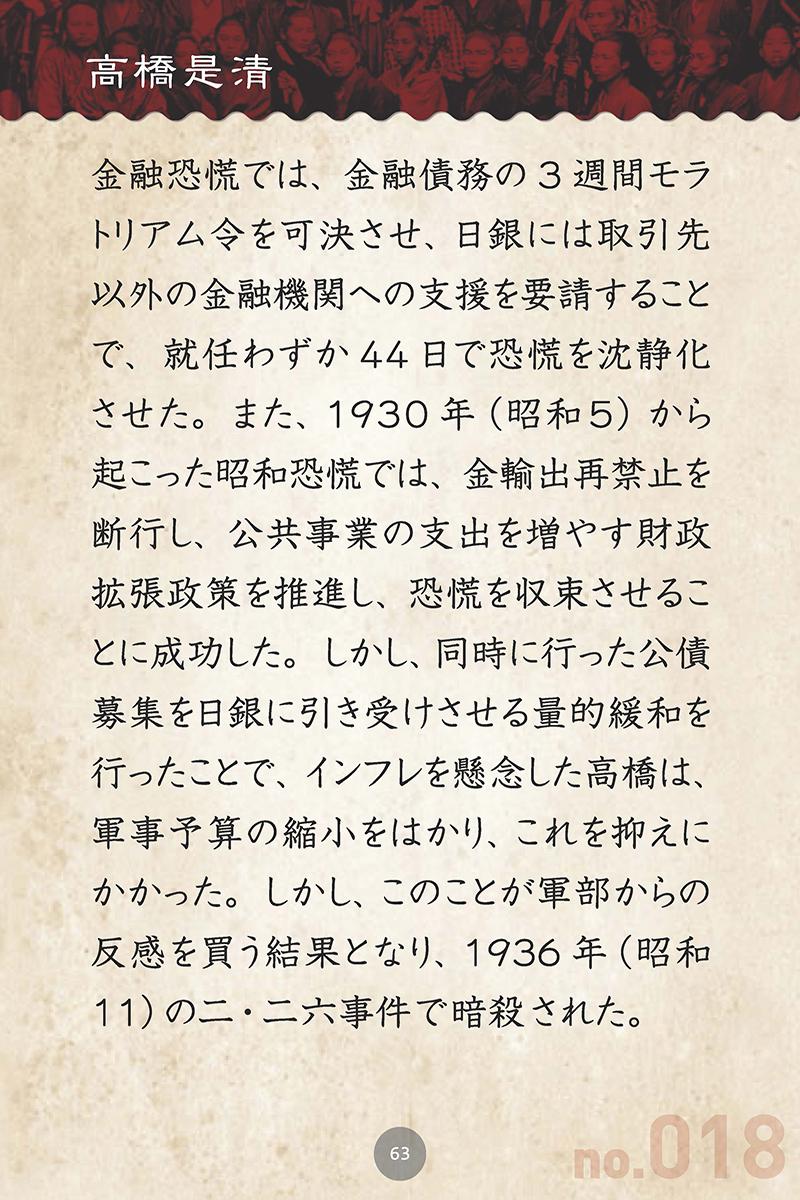 高橋是清
金融恐慌では、金融債務の3週間モラ
トリアム令を可決させ、日銀には取引先
以外の金融機関への支援を要請すること
で、就任わずか44日で恐慌を沈静化
させた。また、1930年（昭和5）から
起こった昭和恐慌では、金輸出再禁止を
断行し、公共事業の支出を増やす財政
拡張政策を推進し、恐慌を収束させるこ
とに成功した。しかし、同時に行った公債
募集を日銀に引き受けさせる量的緩和を
行ったことで、インフレを懸念した高橋は、
軍事予算の縮小をはかり、これを抑えに
かかった。しかし、このことが軍部からの
反感を買う結果となり、1936年（昭和
11）の二・二六事件で暗殺された。
63
no.018